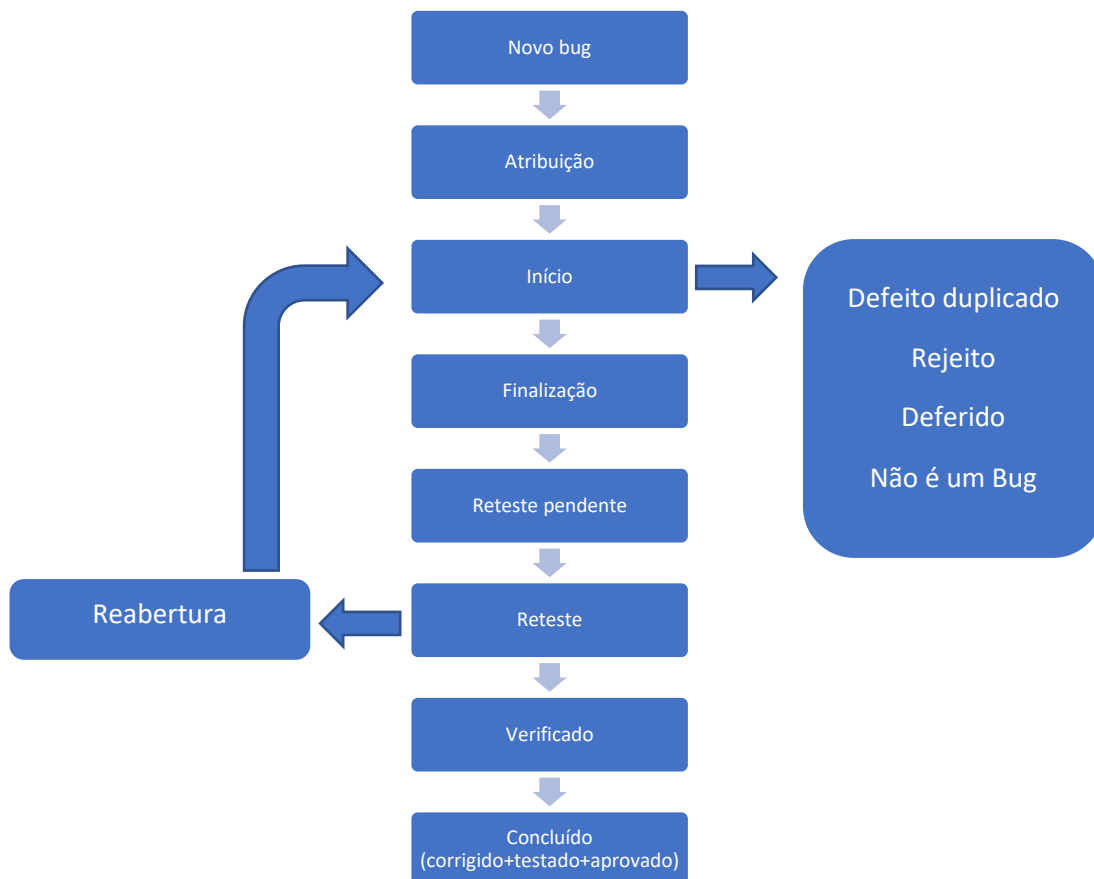 Novo bug
Atribuição
Início
Defeito duplicado
Rejeito
Deferido
Não é um Bug
Finalização
Reteste pendente
Reteste
Reabertura
Verificado
Concluído
(corrigido+testado+aprovado)